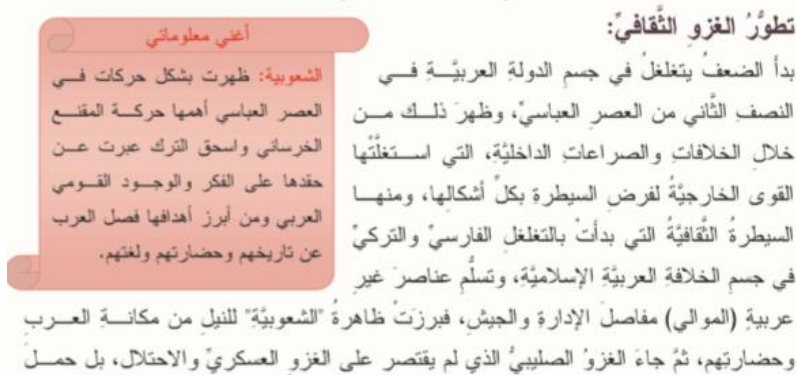 تطوُّرُ الغزوِ الثَّقافيِّ:
بدأ الضعفُ يتغلغلُ في جسمِ الدولةِ العربيَّةِ في
النصفِ الثَّاني من العصرِ العباسيِّ، وظهرَ ذلك من
خلالِ الخلافاتِ والصراعاتِ الداخليَّةِ، التي استغلَّتْها
القوى الخارجيَّةُ لفرضِ السيطرةِ بكلِّ أشكالِها، ومنها
السيطرةُ الثَّقافيَّةُ التي بدأتْ بالتغلغلِ الفارسيِّ والتركيِّ
في جسمِ الخلافةِ العربيَّةِ الإسلاميَّةِ، وتسلُّمِ عناصرَ غيرِ
عربيةٍ (الموالي) مفاصلَ الإدارةِ والجيشِ، فبرزتْ ظاهرةُ "الشعوبيَّةِ" للنيلِ من مكانةِ العربِ
وحضارتِهم، ثمَّ جاءَ الغزوُ الصليبيُّ الذي لم يقتصر على الغزوِ العسكريِّ والاحتلال، بل حملَ
أغني معلوماتي
الشعوبية: ظهرت بشكل حركات في
العصر العباسي أهمها حركة المقنع
الخرساني واسحق الترك عبرت عن
حقدها على الفكر والوجود القومي
العربي ومن أبرز أهدافها فصل العرب
عن تاريخهم وحضارتهم ولغتهم.